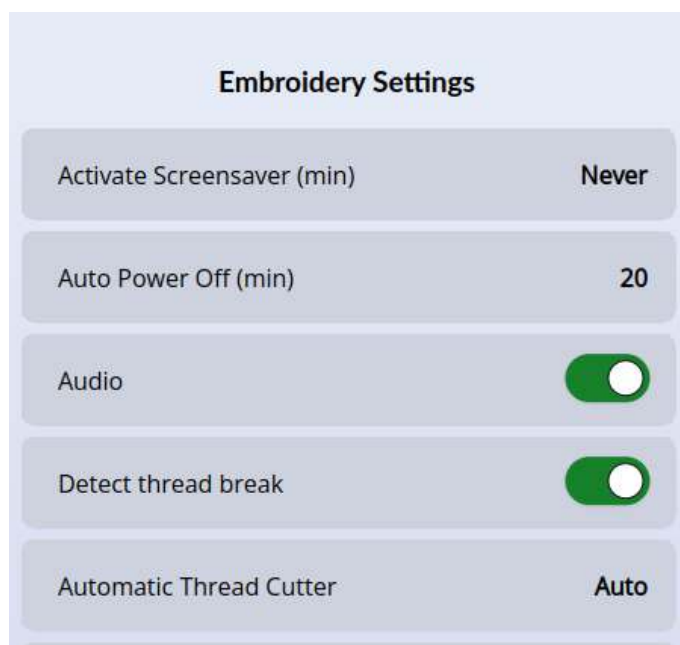 Embroidery Settings
Activate Screensaver (min) Never
Auto Power Off (min) 20
Audio
Detect thread break
Automatic Thread Cutter Auto